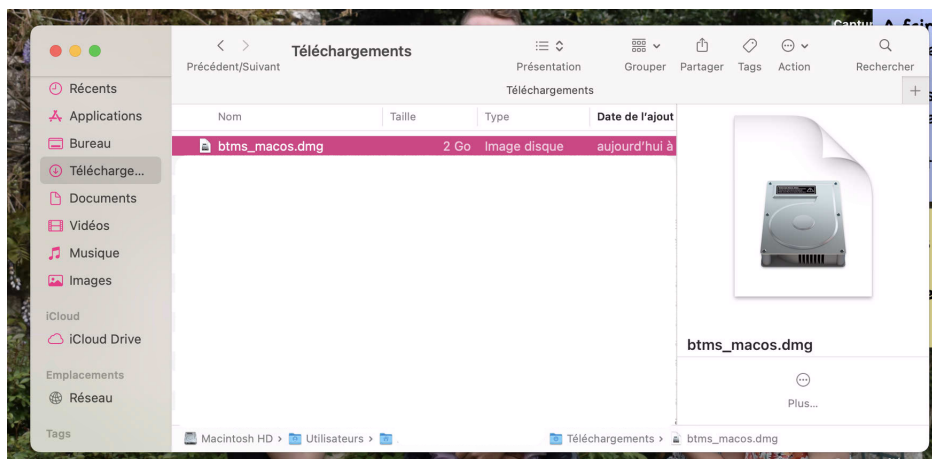 Captur
Téléchargements
Précédent/Suivant
Présentation
Grouper
Partager
Tags
Action
Rechercher
Téléchargements
Récents
Applications
Bureau
Télécharge...
Documents
Vidéos
Musique
Images
iCloud
iCloud Drive
Emplacements
Réseau
Tags
Nom Taille Type Date de l'ajout
btms_macos.dmg 2 Go Image disque aujourd'hui à
btms_macos.dmg
Plus...
Macintosh HD › Utilisateurs › Téléchargements › btms_macos.dmg